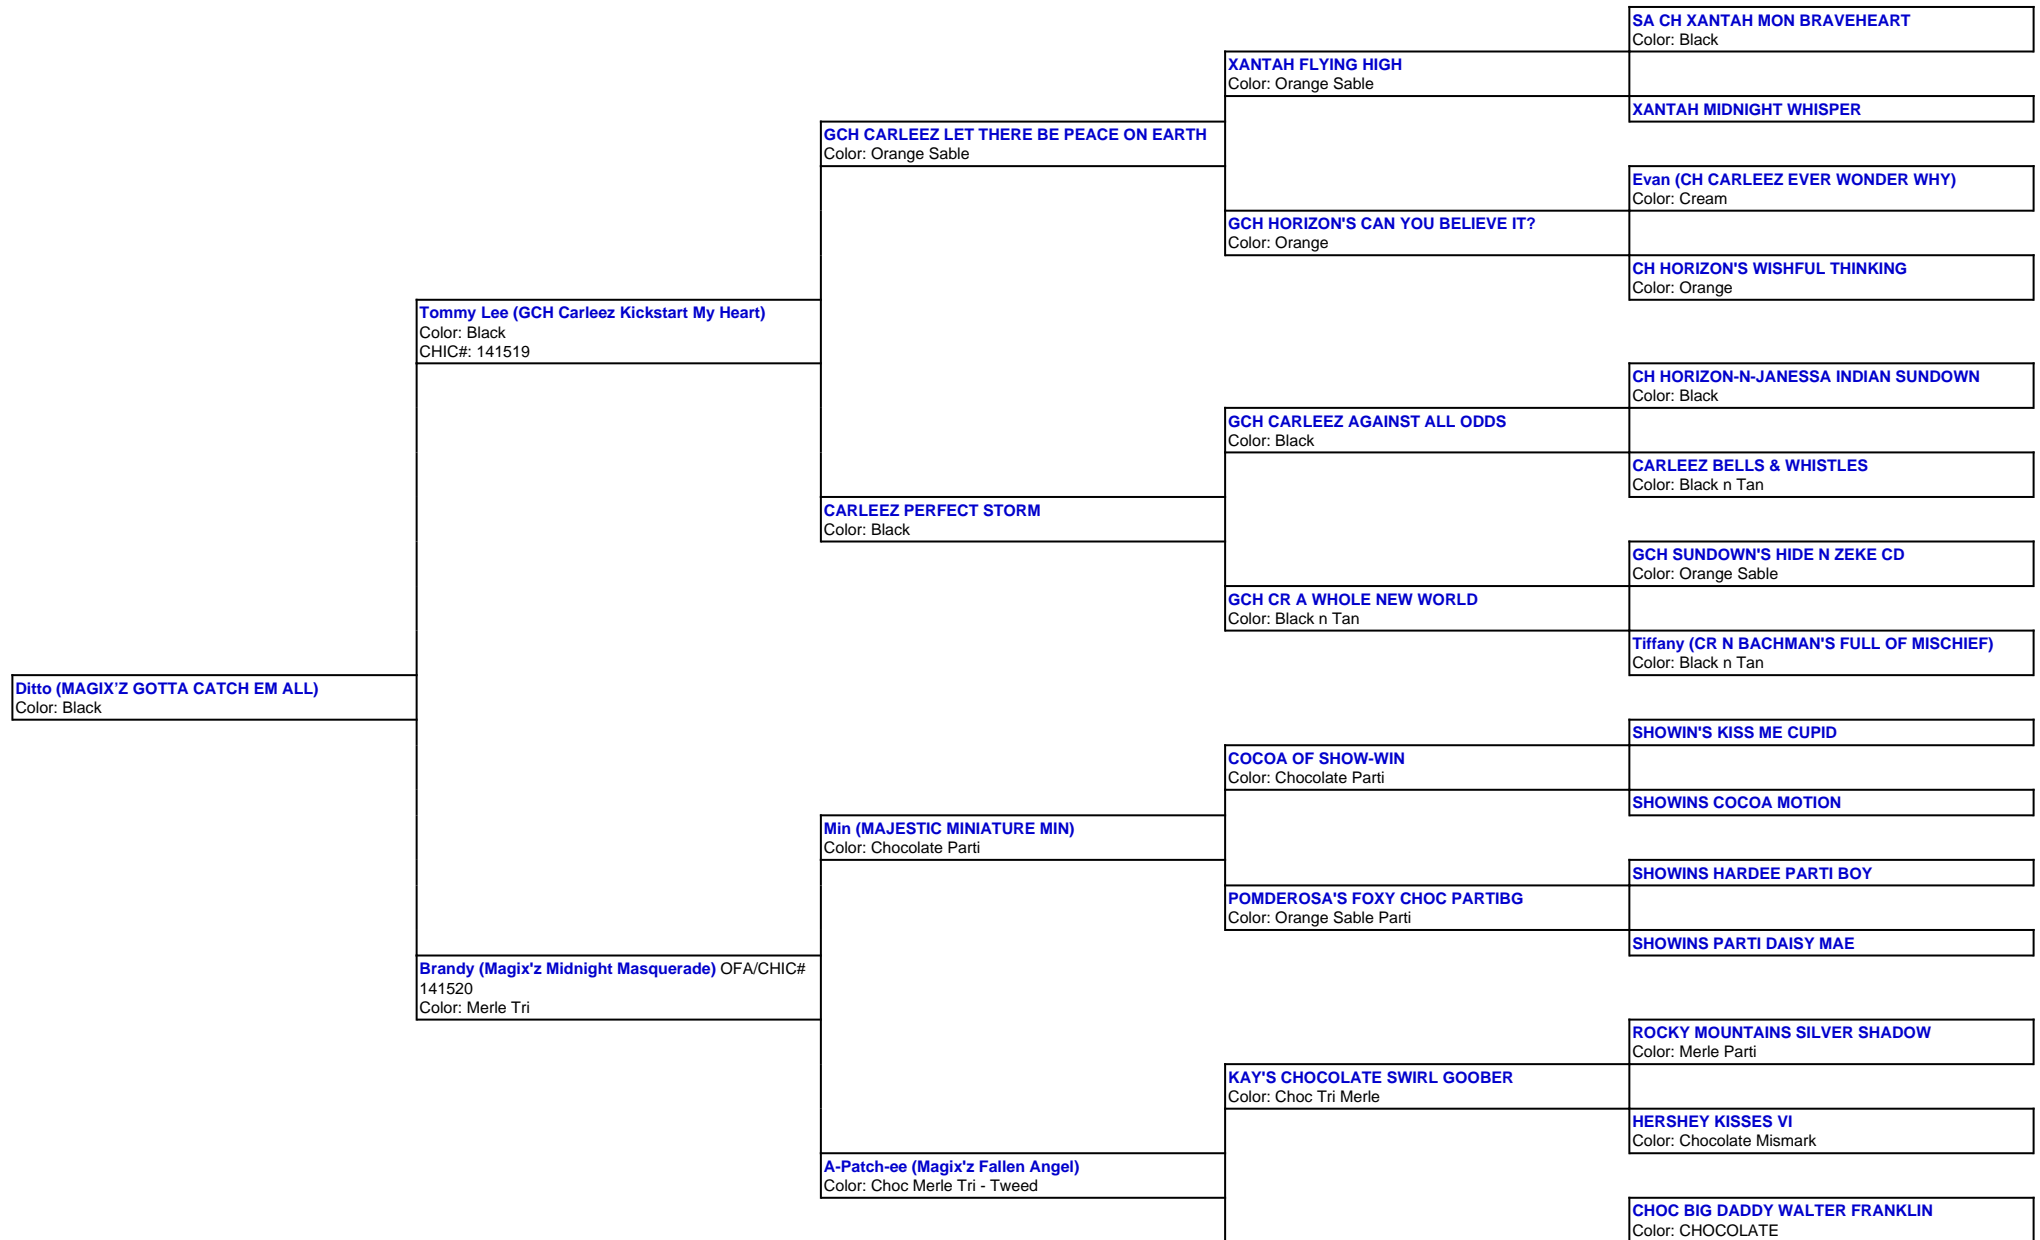 SA CH XANTAH MON BRAVEHEART
Color: Black
XANTAH FLYING HIGH
Color: Orange Sable
XANTAH MIDNIGHT WHISPER
GCH CARLEEZ LET THERE BE PEACE ON EARTH
Color: Orange Sable
Evan (CH CARLEEZ EVER WONDER WHY)
Color: Cream
GCH HORIZON'S CAN YOU BELIEVE IT?
Color: Orange
CH HORIZON'S WISHFUL THINKING
Color: Orange
Tommy Lee (GCH Carleez Kickstart My Heart)
Color: Black
CHIC#: 141519
CH HORIZON-N-JANESSA INDIAN SUNDOWN
Color: Black
GCH CARLEEZ AGAINST ALL ODDS
Color: Black
CARLEEZ BELLS & WHISTLES
Color: Black n Tan
CARLEEZ PERFECT STORM
Color: Black
GCH SUNDOWN'S HIDE N ZEKE CD
Color: Orange Sable
GCH CR A WHOLE NEW WORLD
Color: Black n Tan
Tiffany (CR N BACHMAN'S FULL OF MISCHIEF)
Color: Black n Tan
Ditto (MAGIX’Z GOTTA CATCH EM ALL)
Color: Black
SHOWIN'S KISS ME CUPID
COCOA OF SHOW-WIN
Color: Chocolate Parti
SHOWINS COCOA MOTION
Min (MAJESTIC MINIATURE MIN)
Color: Chocolate Parti
SHOWINS HARDEE PARTI BOY
POMDEROSA'S FOXY CHOC PARTIBG
Color: Orange Sable Parti
SHOWINS PARTI DAISY MAE
Brandy (Magix'z Midnight Masquerade) OFA/CHIC#
141520
Color: Merle Tri
ROCKY MOUNTAINS SILVER SHADOW
Color: Merle Parti
KAY'S CHOCOLATE SWIRL GOOBER
Color: Choc Tri Merle
HERSHEY KISSES VI
Color: Chocolate Mismark
A-Patch-ee (Magix'z Fallen Angel)
Color: Choc Merle Tri - Tweed
CHOC BIG DADDY WALTER FRANKLIN
Color: CHOCOLATE